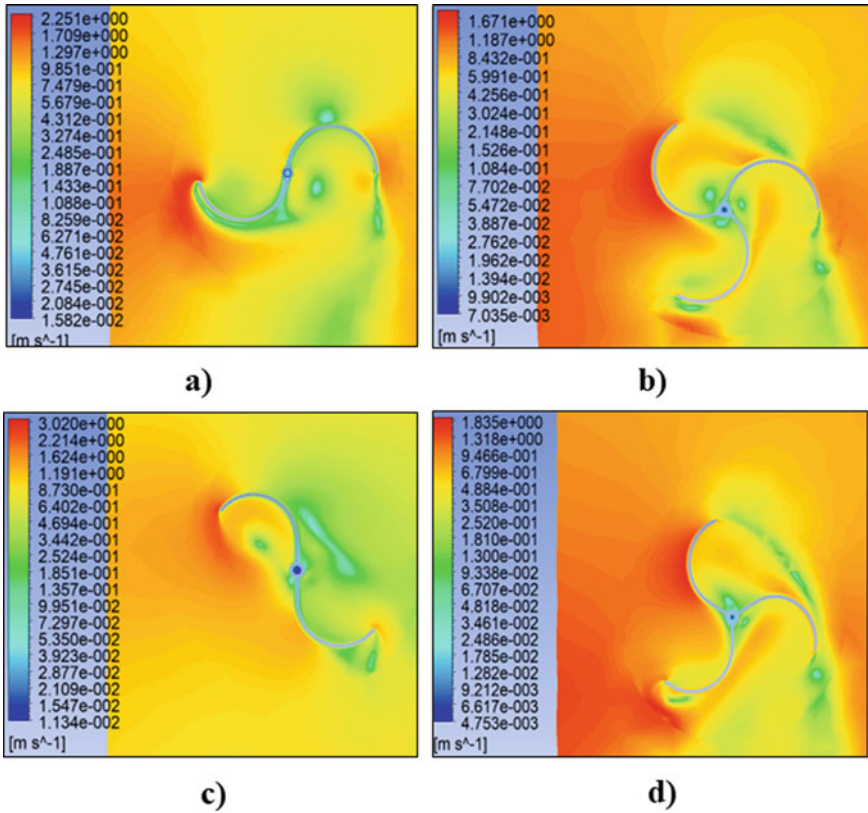 2.251e+000
1.709e+000
1.297e+000
9.851e-001
7.479e-001
5.679e-001
4.312e-001
3.274e-001
2.485e-001
1.887e-001
1.433e-001
1.088e-001
8.259e-002
6.271e-002
4.761e-002
3.615e-002
2.745e-002
2.084e-002
1.582e-002
[m s^-1]
a)
1.671e+000
1.187e+000
8.432e-001
5.991e-001
4.256e-001
3.024e-001
2.148e-001
1.526e-001
1.084e-001
7.702e-002
5.472e-002
3.887e-002
2.762e-002
1.962e-002
1.394e-002
9.902e-003
7.035e-003
[m s^-1]
b)
3.020e+000
2.214e+000
1.624e+000
1.191e+000
8.730e-001
6.402e-001
4.694e-001
3.442e-001
2.524e-001
1.851e-001
1.357e-001
9.951e-002
7.297e-002
5.350e-002
3.923e-002
2.877e-002
2.109e-002
1.547e-002
1.134e-002
[m s^-1]
c)
1.835e+000
1.318e+000
9.466e-001
6.799e-001
4.884e-001
3.508e-001
2.520e-001
1.810e-001
1.300e-001
9.338e-002
6.707e-002
4.818e-002
3.461e-002
2.486e-002
1.785e-002
1.282e-002
9.212e-003
6.617e-003
4.753e-003
[m s^-1]
d)